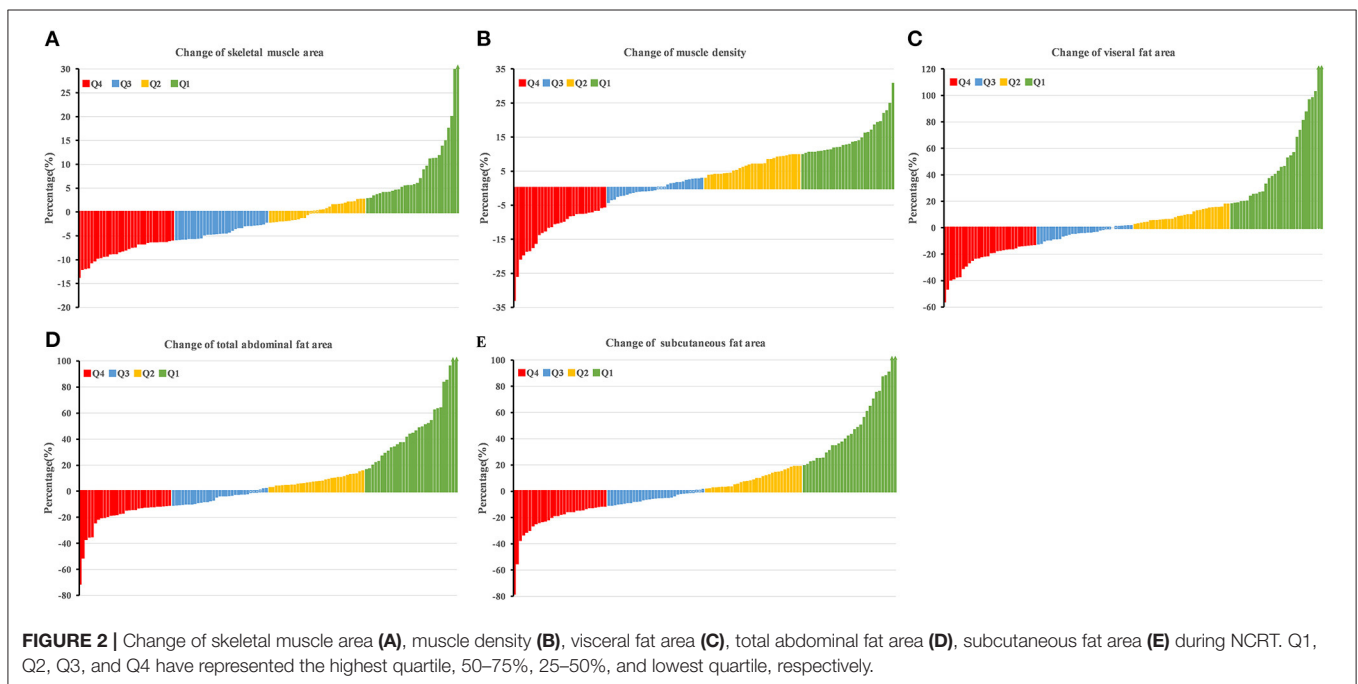 A
Change of skeletal muscle area
Percentage(%)
30
25
20
15
10
5
0
-5
-10
-15
-20
Q4 Q3 Q2 Q1
B
Change of muscle density
Percentage(%)
35
25
15
5
-5
-15
-25
-35
Q4 Q3 Q2 Q1
C
Change of viseral fat area
Percentage(%)
120
100
80
60
40
20
0
-20
-40
-60
Q4 Q3 Q2 Q1
D
Change of total abdominal fat area
Percentage(%)
100
80
60
40
20
0
-20
-40
-60
-80
Q4 Q3 Q2 Q1
E
Change of subcutaneous fat area
Percentage(%)
100
80
60
40
20
0
-20
-40
-60
-80
Q4 Q3 Q2 Q1
FIGURE 2 | Change of skeletal muscle area (A), muscle density (B), visceral fat area (C), total abdominal fat area (D), subcutaneous fat area (E) during NCRT. Q1,
Q2, Q3, and Q4 have represented the highest quartile, 50–75%, 25–50%, and lowest quartile, respectively.